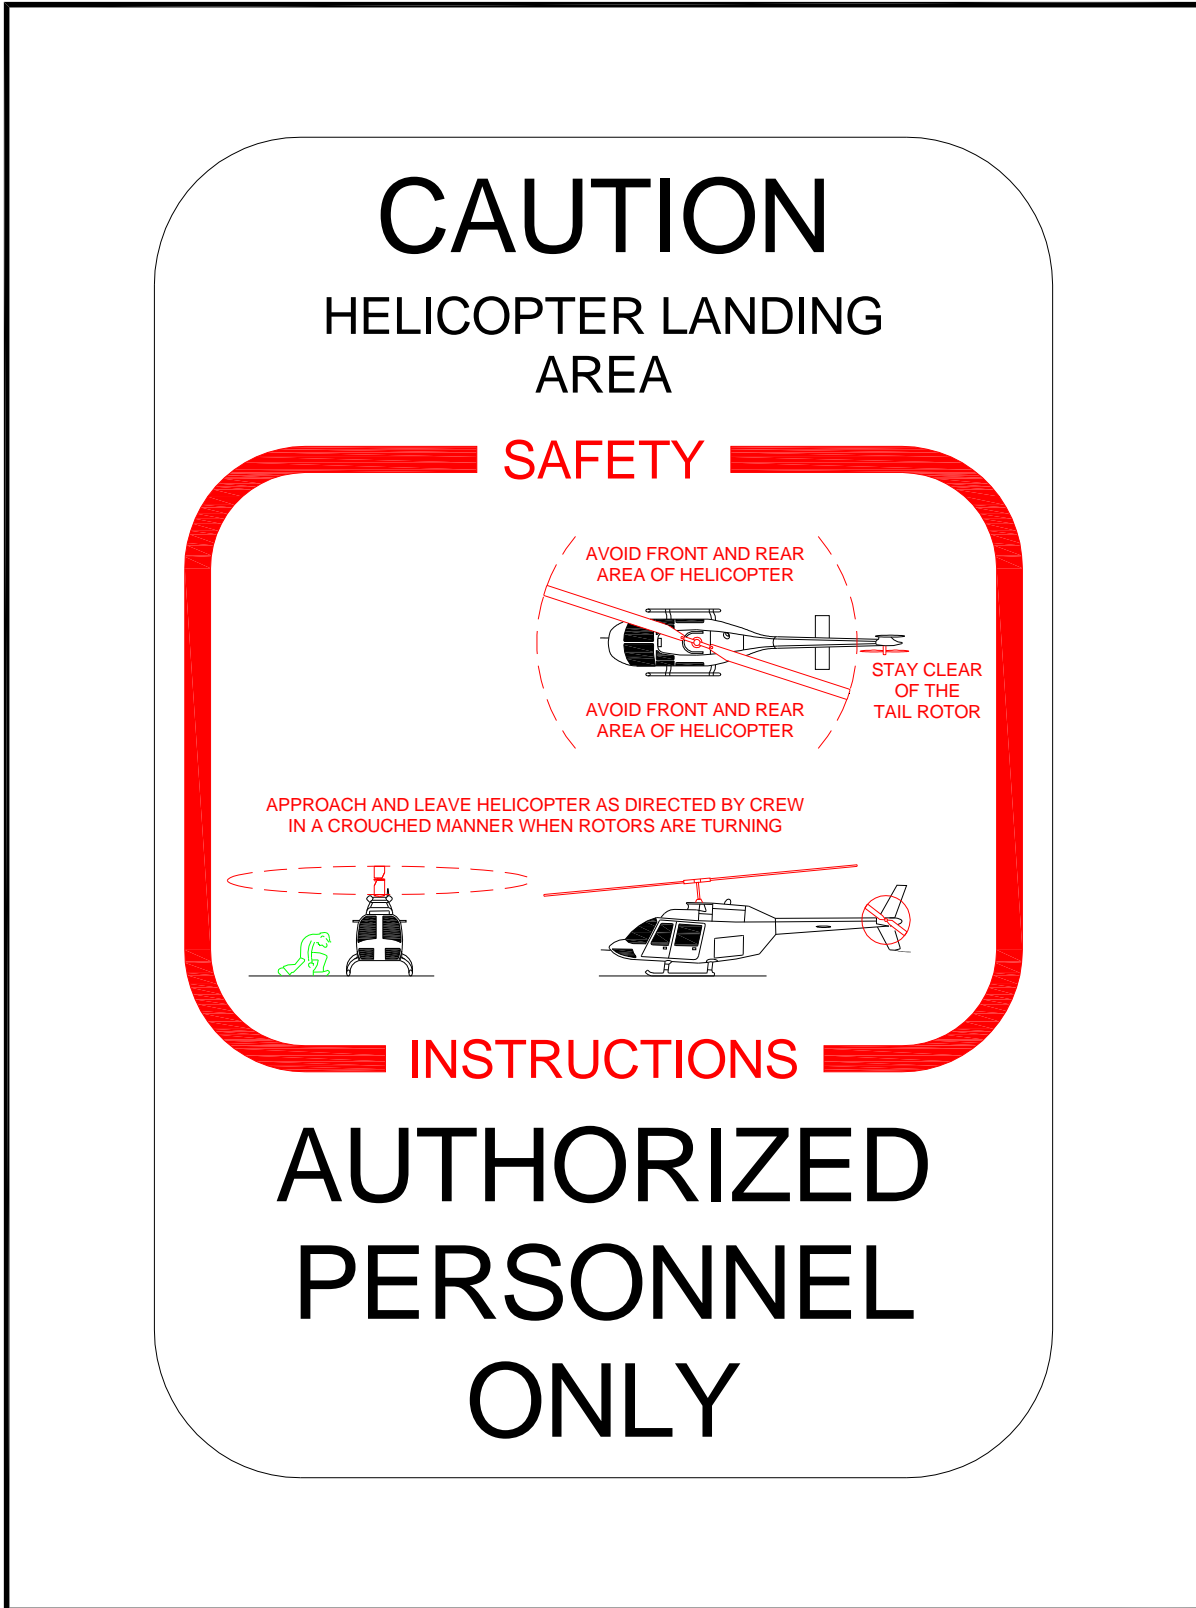 CAUTION
HELICOPTER LANDING
AREA
SAFETY
AVOID FRONT AND REAR
AREA OF HELICOPTER
STAY CLEAR
OF THE
TAIL ROTOR
AVOID FRONT AND REAR
AREA OF HELICOPTER
APPROACH AND LEAVE HELICOPTER AS DIRECTED BY CREW
IN A CROUCHED MANNER WHEN ROTORS ARE TURNING
INSTRUCTIONS
AUTHORIZED
PERSONNEL
ONLY